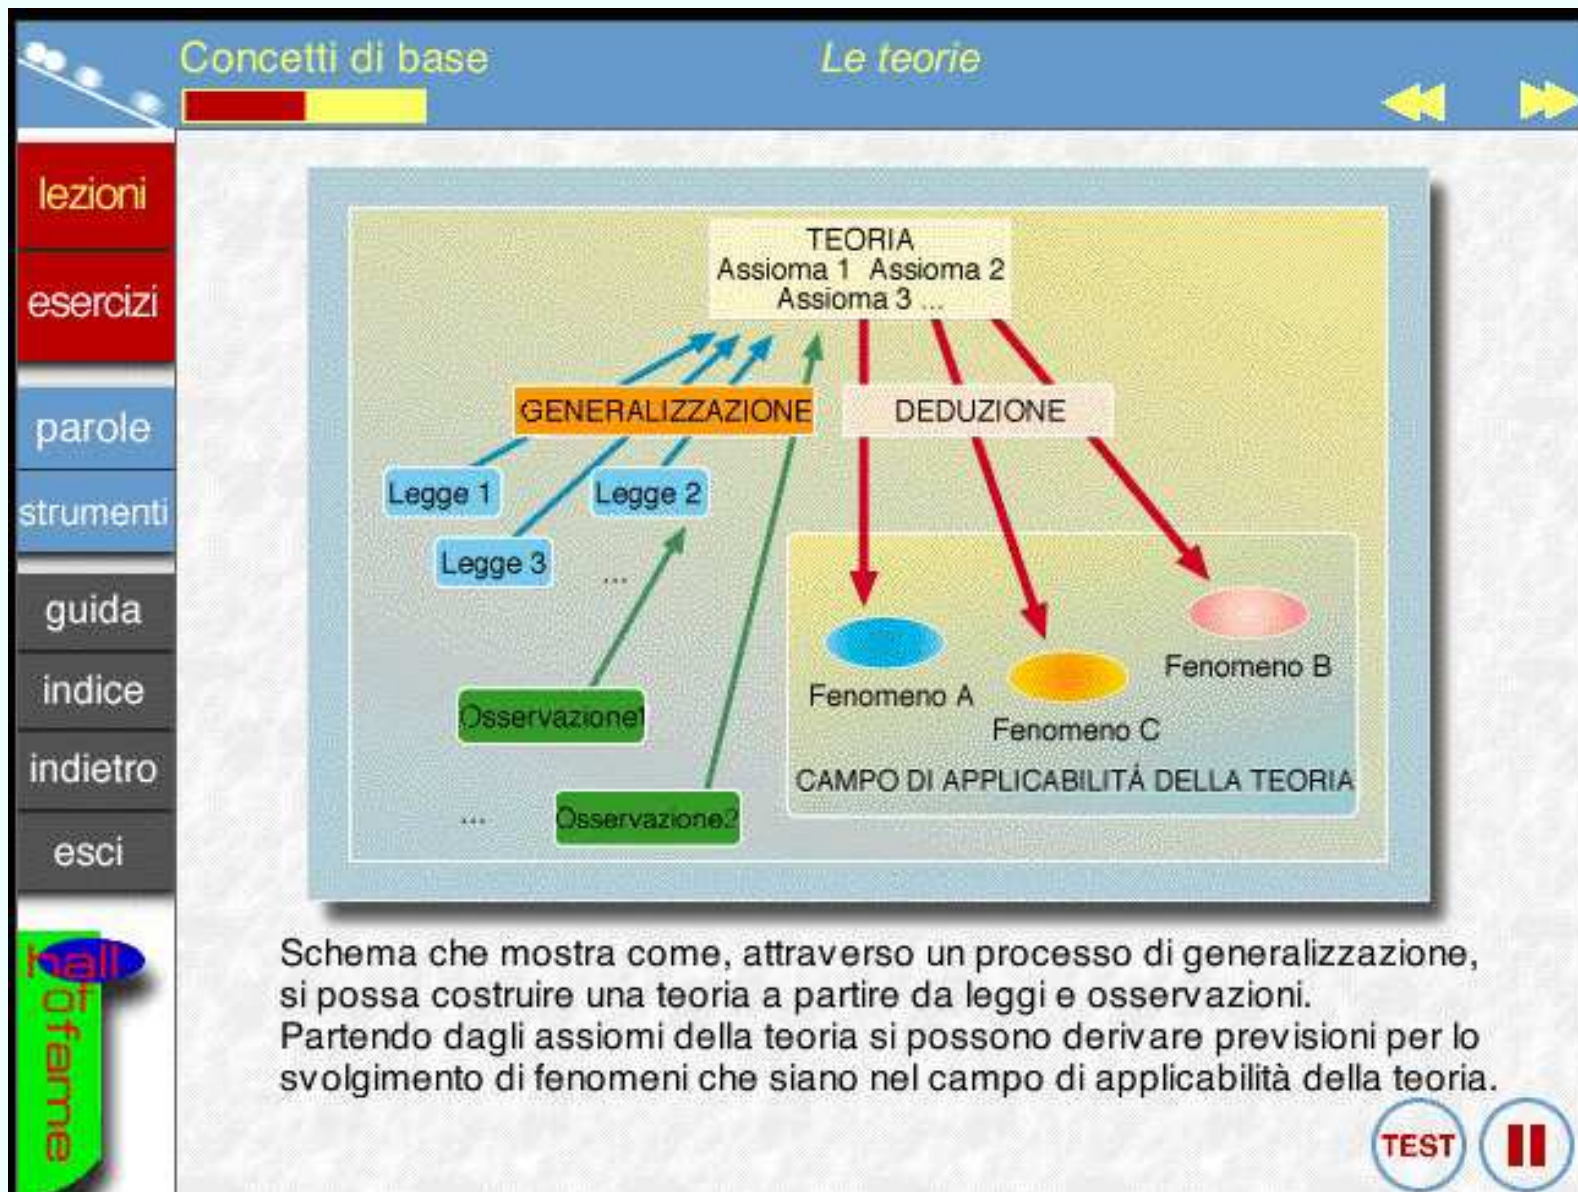 Concetti di base
Le teorie
lezioni
esercizi
parole
strumenti
guida
indice
indietro
esci
hall
of fame
TEORIA
Assioma 1 Assioma 2
Assioma 3 ...
GENERALIZZAZIONE
DEDUZIONE
Legge 1
Legge 2
Legge 3
...
Osservazione1
...
Osservazione2
Fenomeno A
Fenomeno C
Fenomeno B
CAMPO DI APPLICABILITÁ DELLA TEORIA
Schema che mostra come, attraverso un processo di generalizzazione,
si possa costruire una teoria a partire da leggi e osservazioni.
Partendo dagli assiomi della teoria si possono derivare previsioni per lo
svolgimento di fenomeni che siano nel campo di applicabilità della teoria.
TEST